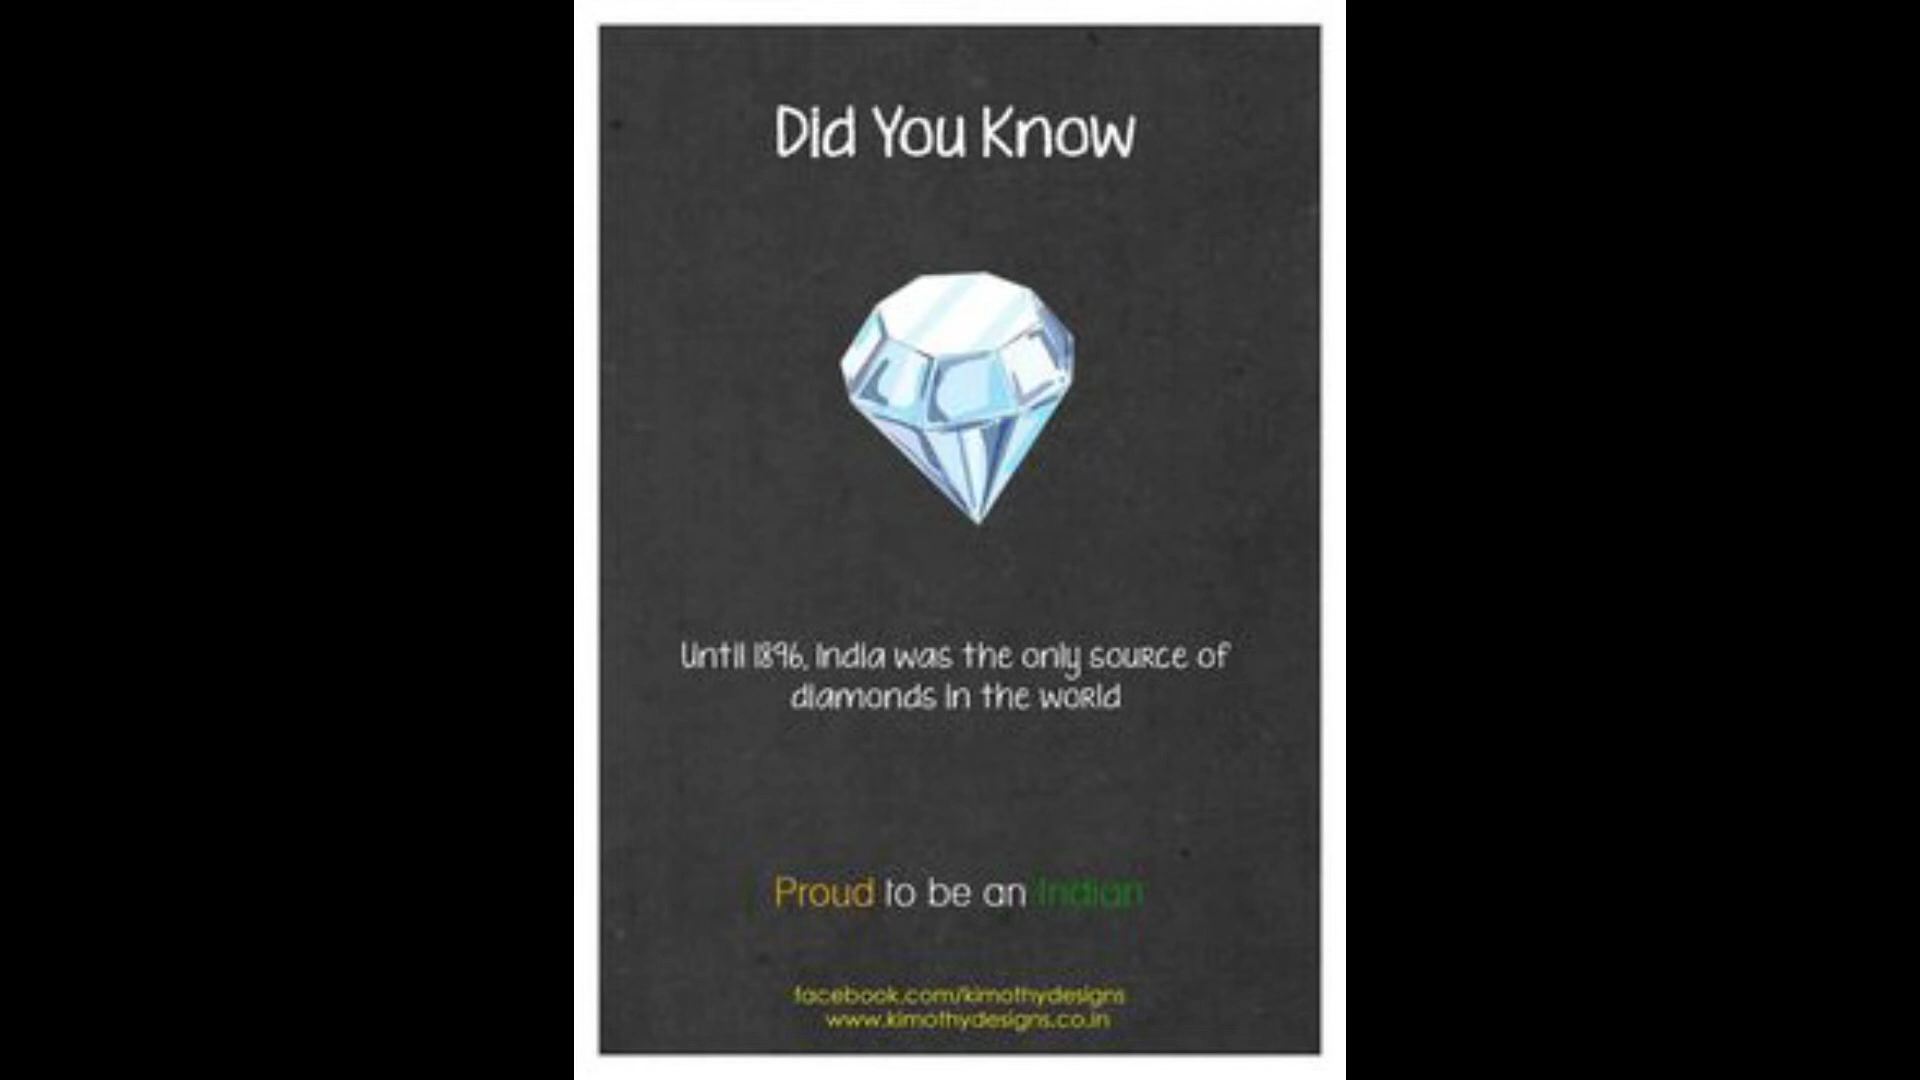 Did You Know
Until 1896, India was the only source of
diamonds in the world
Proud to be an Indian
facebook.com/kimothydesigns
www.kimothydesigns.co.in